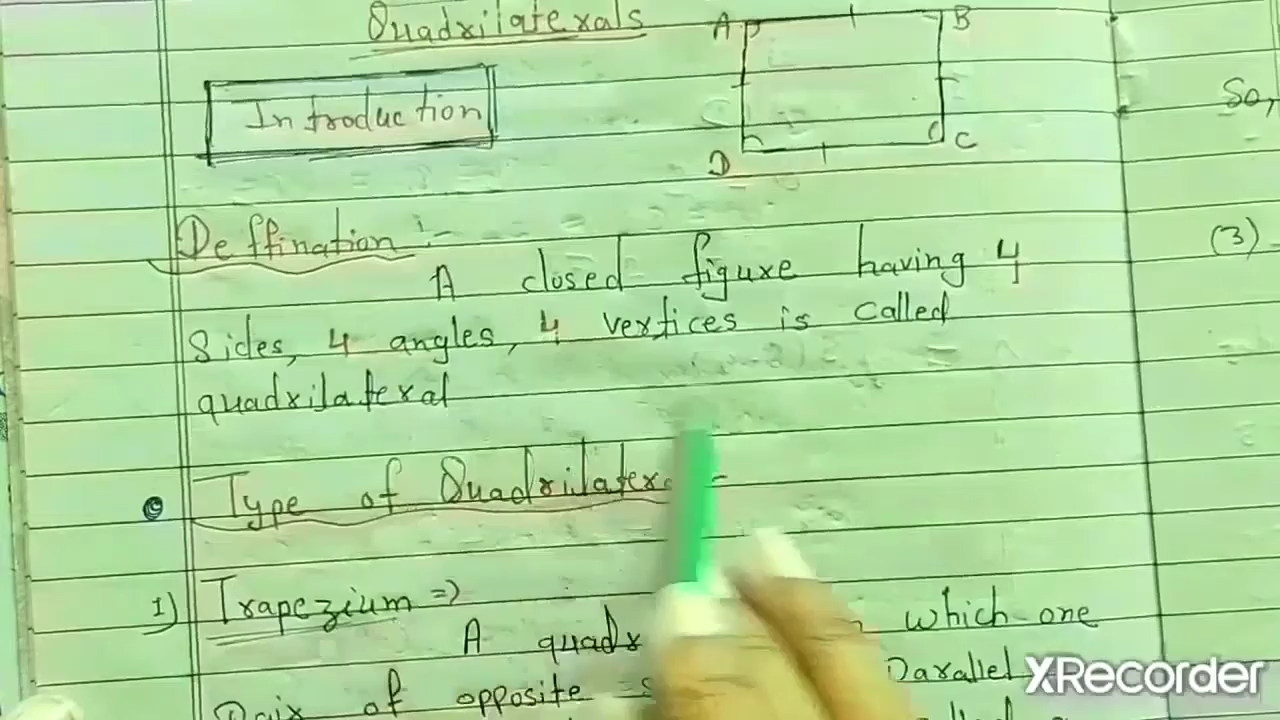 Quadrilaterals
A B
Introduction
D C
So,
Deffination :-
(3)
A closed figure having 4
Sides, 4 angles, 4 vertices is called
quadrilateral
Type of Quadrilatera
1) Trapezium =>
A quadr which one
Pair of opposite Parallel
XRecorder